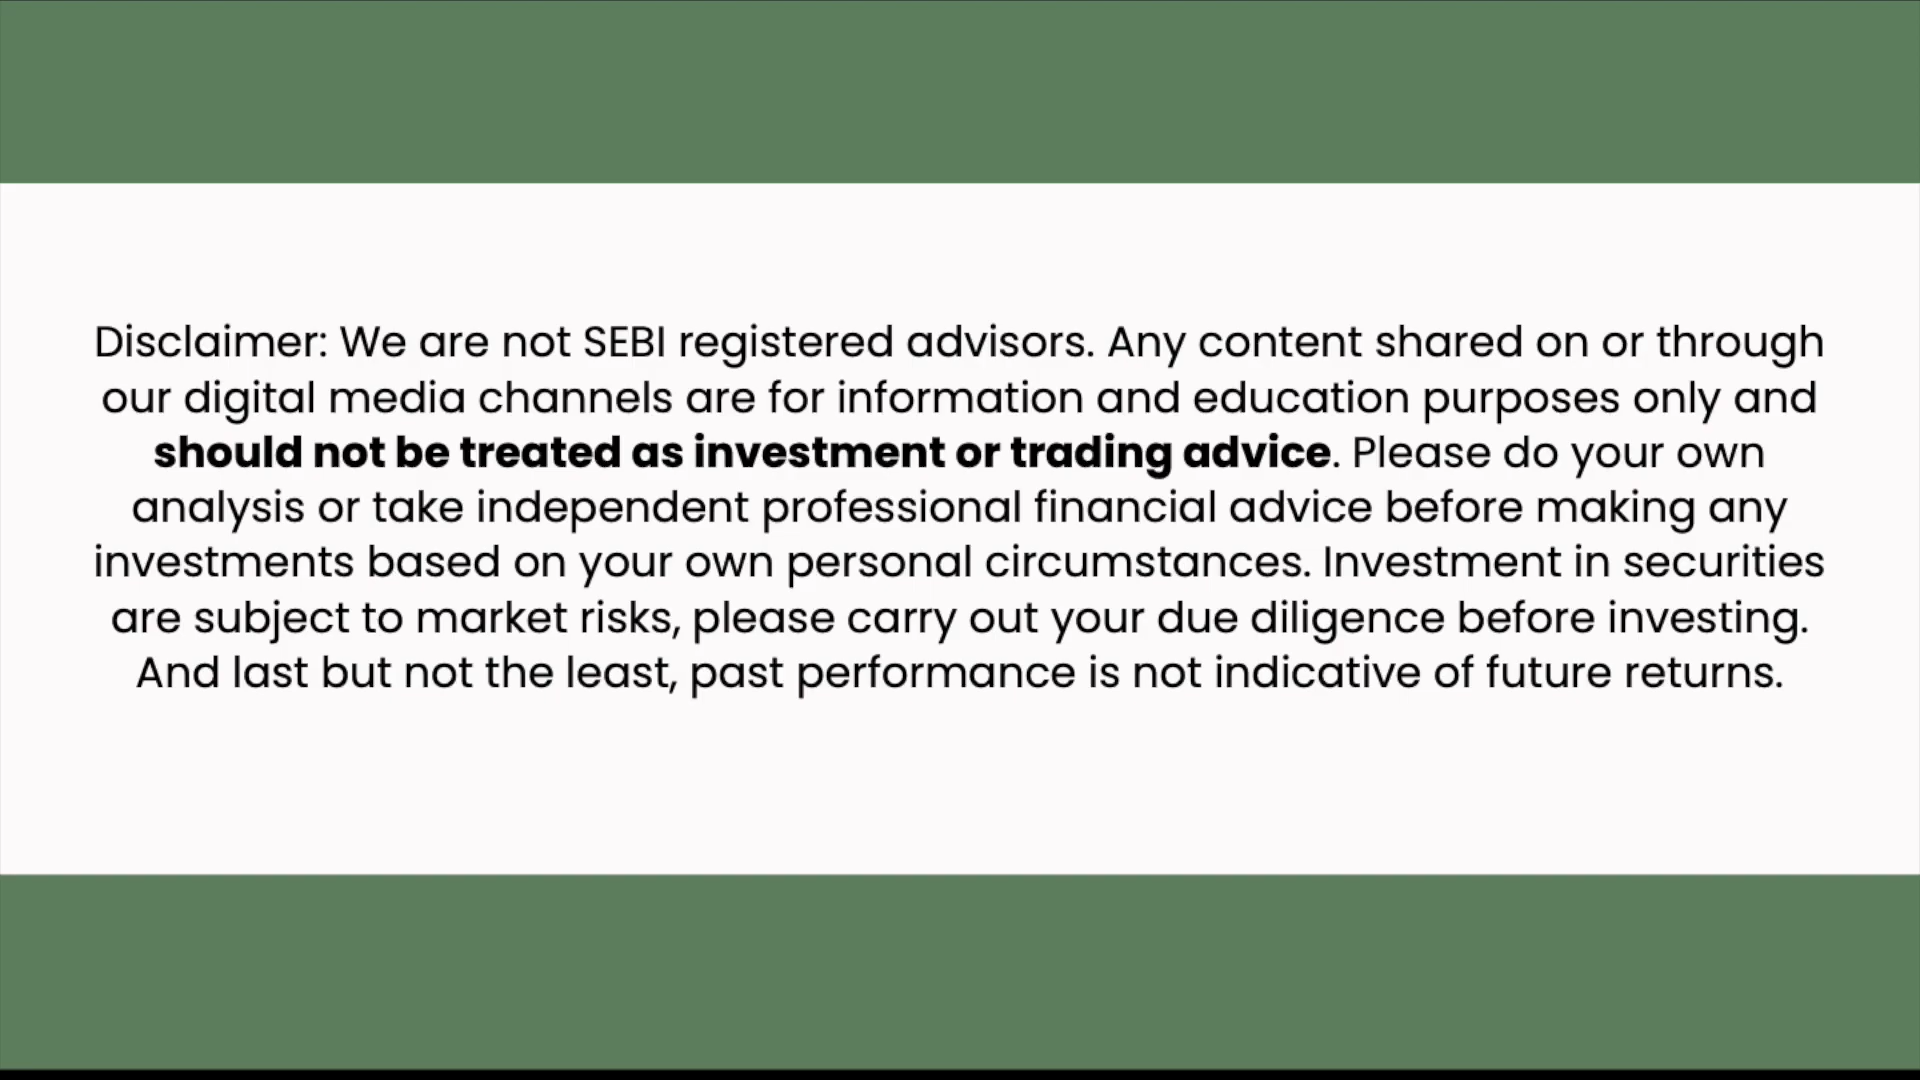 Disclaimer: We are not SEBI registered advisors. Any content shared on or through
our digital media channels are for information and education purposes only and
should not be treated as investment or trading advice. Please do your own
analysis or take independent professional financial advice before making any
investments based on your own personal circumstances. Investment in securities
are subject to market risks, please carry out your due diligence before investing.
And last but not the least, past performance is not indicative of future returns.